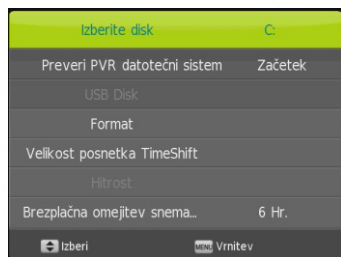 Izberite disk C:
Preveri PVR datotečni sistem Začetek
USB Disk
Format
Velikost posnetka TimeShift
Hitrost
Brezplačna omejitev snema... 6 Hr.
Izberi MENU Vrnitev